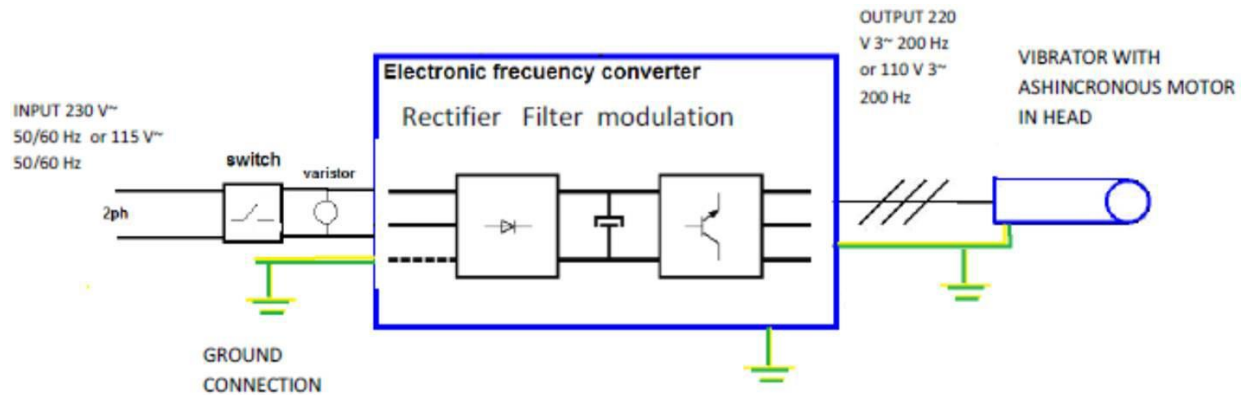 INPUT 230 V~
50/60 Hz or 115 V~
50/60 Hz
2ph
switch
varistor
GROUND
CONNECTION
Electronic frecuency converter
Rectifier Filter modulation
OUTPUT 220
V 3~ 200 Hz
or 110 V 3~
200 Hz
VIBRATOR WITH
ASHINCRONOUS MOTOR
IN HEAD